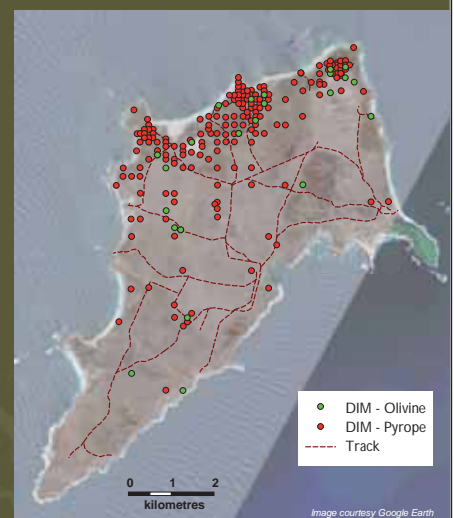 DIM - Olivine
DIM - Pyrope
Track
0 1 2
kilometres
Image courtesy Google Earth